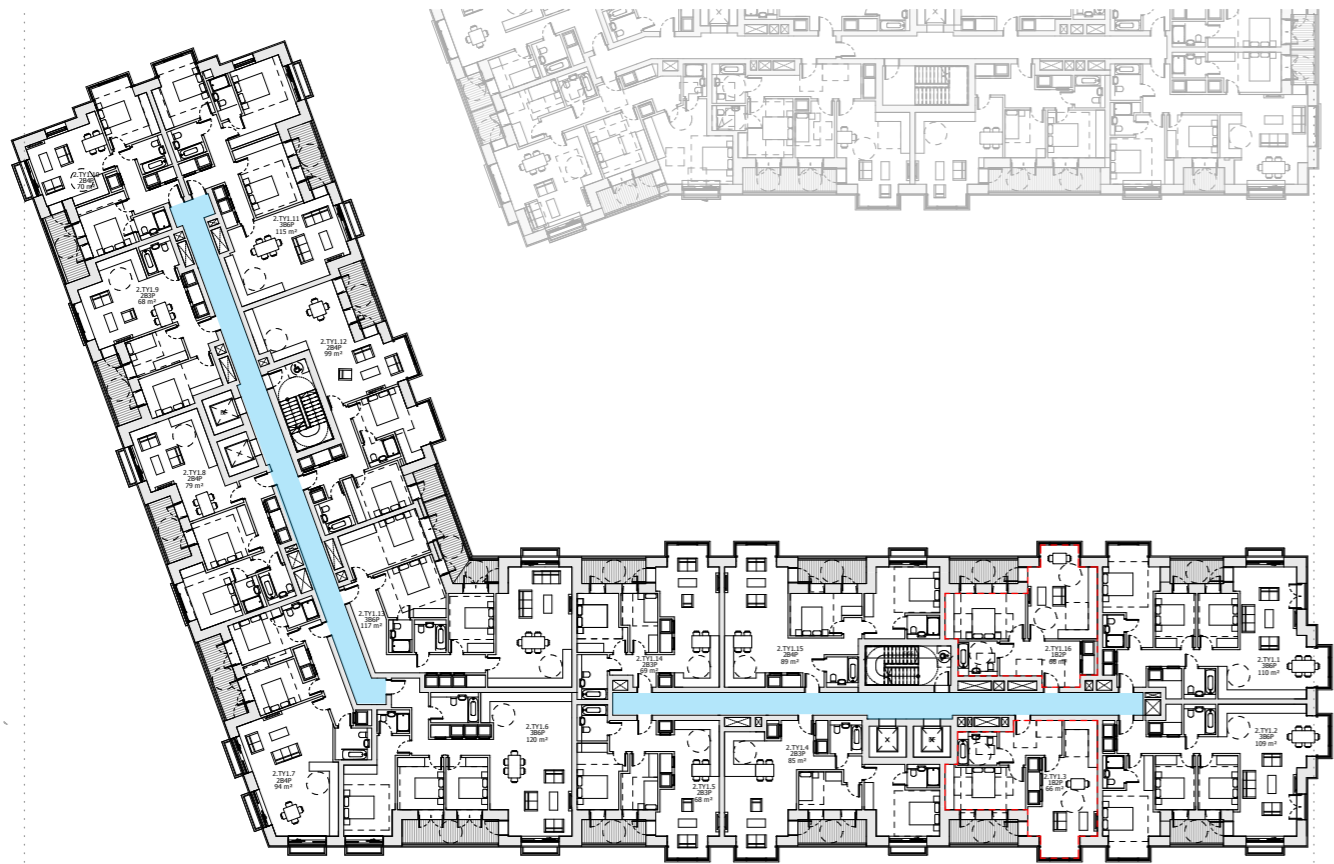 2.TY1.10
2B4P
70 m²
2.TY1.11
3B6P
115 m²
2.TY1.9
2B3P
68 m²
2.TY1.12
2B4P
99 m²
2.TY1.8
2B4P
79 m²
2.TY1.13
3B6P
117 m²
2.TY1.14
2B3P
69 m²
2.TY1.15
2B4P
89 m²
2.TY1.16
1B2P
2.TY1.1
3B6P
110 m²
2.TY1.7
2B4P
94 m²
2.TY1.6
3B6P
120 m²
2.TY1.5
2B3P
68 m²
2.TY1.4
2B3P
85 m²
2.TY1.3
1B2P
66 m²
2.TY1.2
3B6P
109 m²